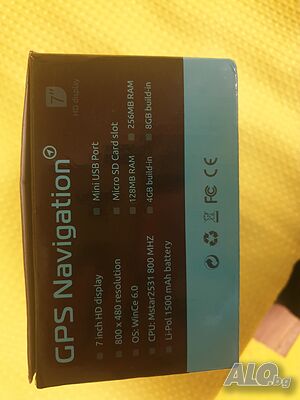 7"
HD display
GPS Navigation
7 inch HD display
800 x 480 resolution
OS: WinCe 6.0
CPU: Mstar2531 800 MHZ
Li-Pol 1500 mAh battery
Mini USB Port
Micro SD Card slot
128MB RAM
256MB RAM
4GB build-in
8GB build-in
FC CE
ALO.bg